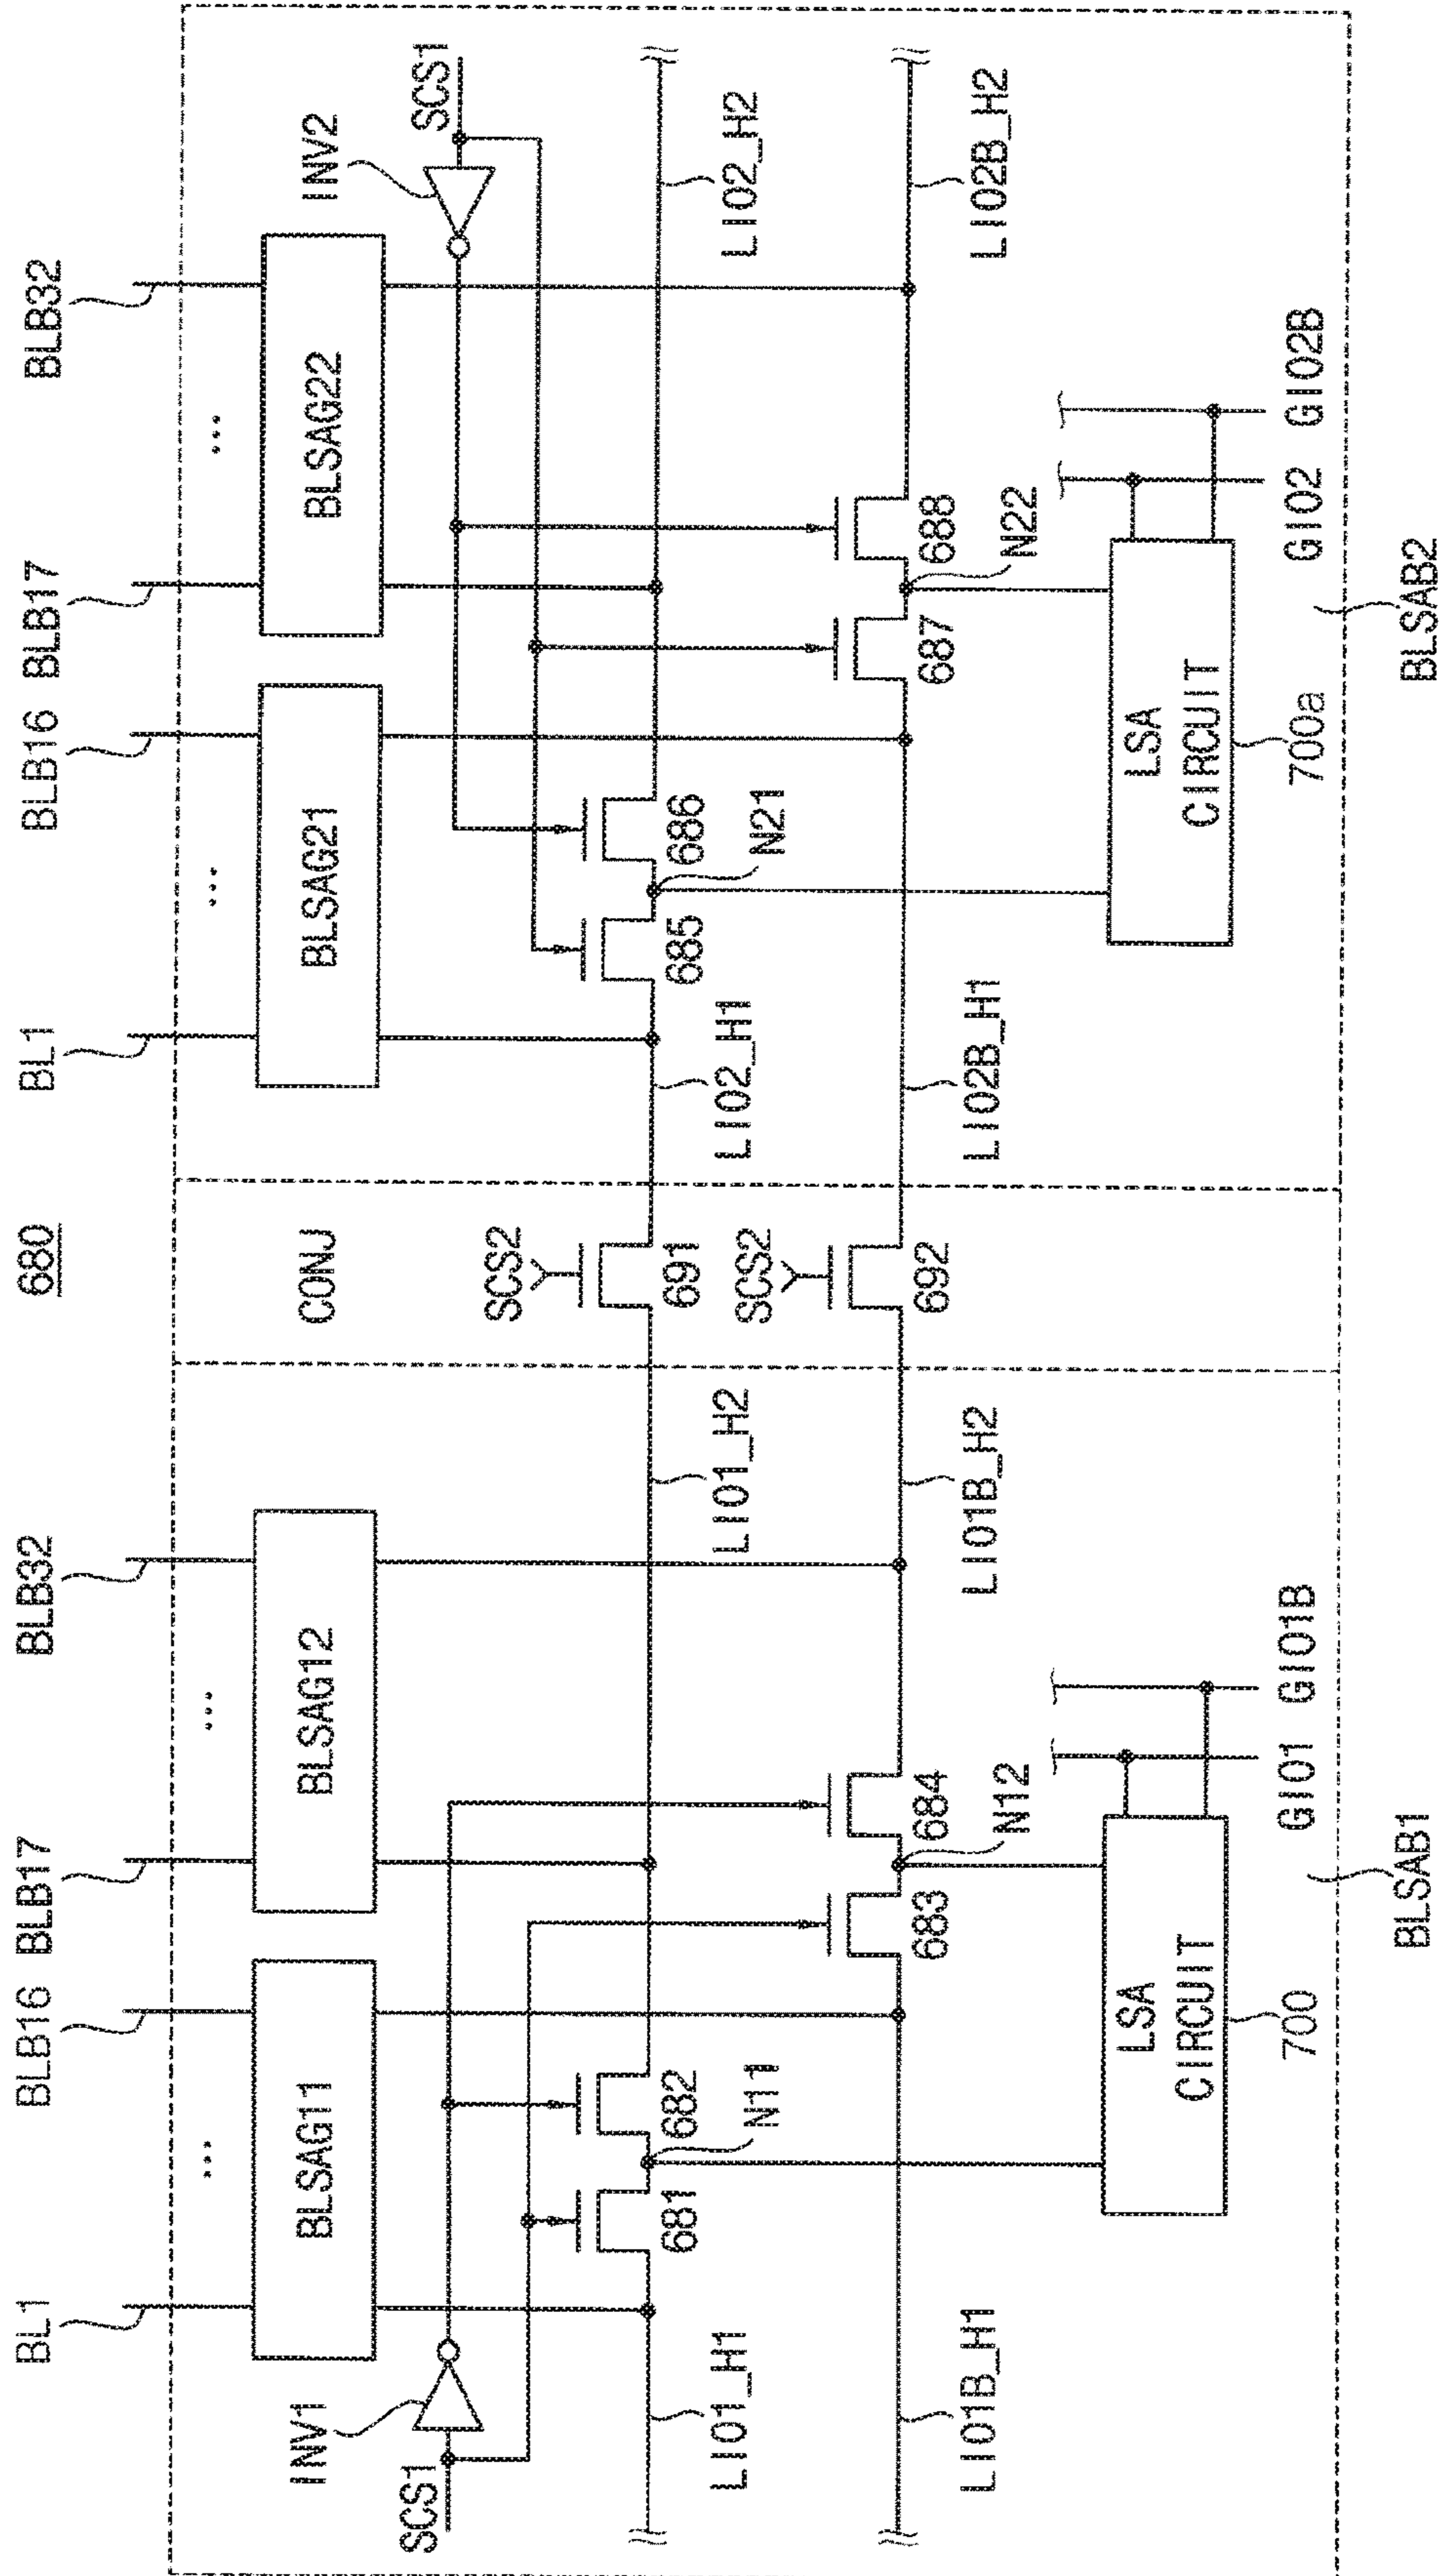 680
BL1
BLB16
BLB17
BLB32
BL1
BLB16
BLB17
BLB32
...
...
...
...
BLSAG11
BLSAG12
CONJ
BLSAG21
BLSAG22
INV1
SCS1
INV2
SCS1
SCS2
SCS2
681
682
N11
691
685
686
N21
LIO1_H1
LIO1_H2
LIO2_H1
LIO2_H2
683
684
N12
692
687
688
N22
LIO1B_H1
LIO1B_H2
LIO2B_H1
LIO2B_H2
LSA
CIRCUIT
700
GIO1
GIO1B
LSA
CIRCUIT
700a
GIO2
GIO2B
BLSAB1
BLSAB2